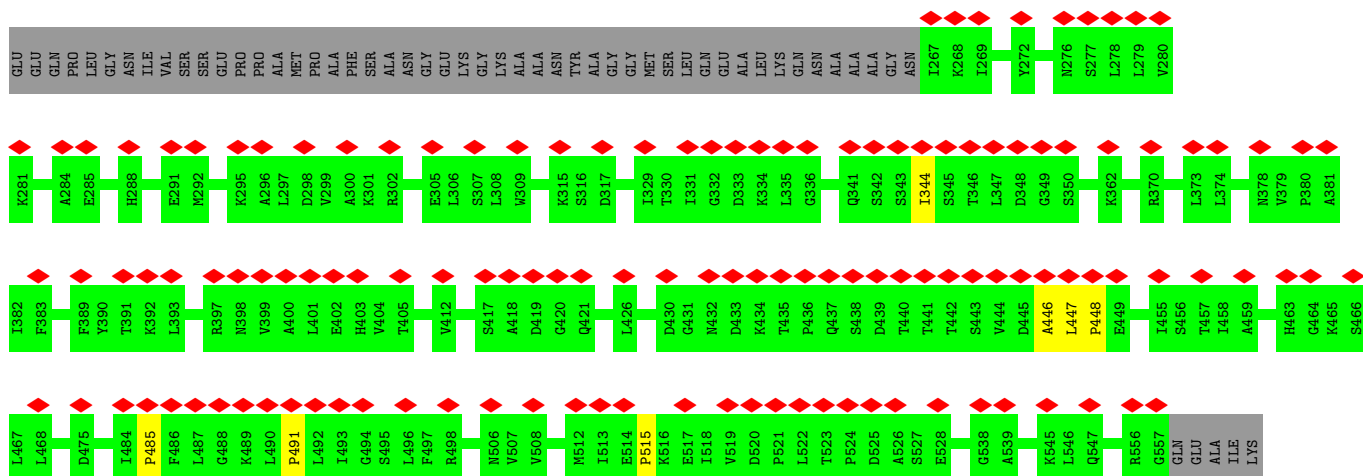 GLU GLU GLN PRO LEU GLY ASN ILE VAL SER SER GLU PRO PRO ALA MET PRO ALA PHE SER ALA ASN GLY GLU LYS GLY LYS ALA ALA ASN TYR ALA GLY GLY MET SER LEU GLN GLU ALA LEU LYS GLN ASN ALA ALA ALA GLY ASN I267 K268 I269 Y272 N276 S277 L278 L279 V280
K281 A284 E285 H288 E291 M292 K295 A296 L297 D298 V299 A300 K301 R302 E305 L306 S307 L308 W309 K315 S316 D317 I329 T330 I331 G332 D333 K334 L335 G336 Q341 S342 S343 I344 S345 T346 L347 D348 G349 S350 K362 R370 L373 L374 N378 V379 P380 A381
I382 F383 F389 Y390 T391 K392 L393 R397 N398 V399 A400 L401 E402 H403 V404 T405 V412 S417 A418 D419 G420 Q421 L426 D430 G431 N432 D433 K434 T435 P436 Q437 S438 D439 T440 T441 T442 S443 V444 D445 A446 L447 P448 E449 I455 S456 T457 I458 A459 H463 G464 K465 S466
L467 L468 D475 I484 P485 F486 L487 G488 K489 L490 P491 L492 I493 G494 S495 L496 F497 R498 N506 V507 V508 M512 I513 E514 P515 K516 E517 I518 V519 D520 P521 L522 T523 P524 D525 A526 S527 E528 G538 A539 K545 L546 Q547 R556 G557 GLN GLU ALA ILE LYS